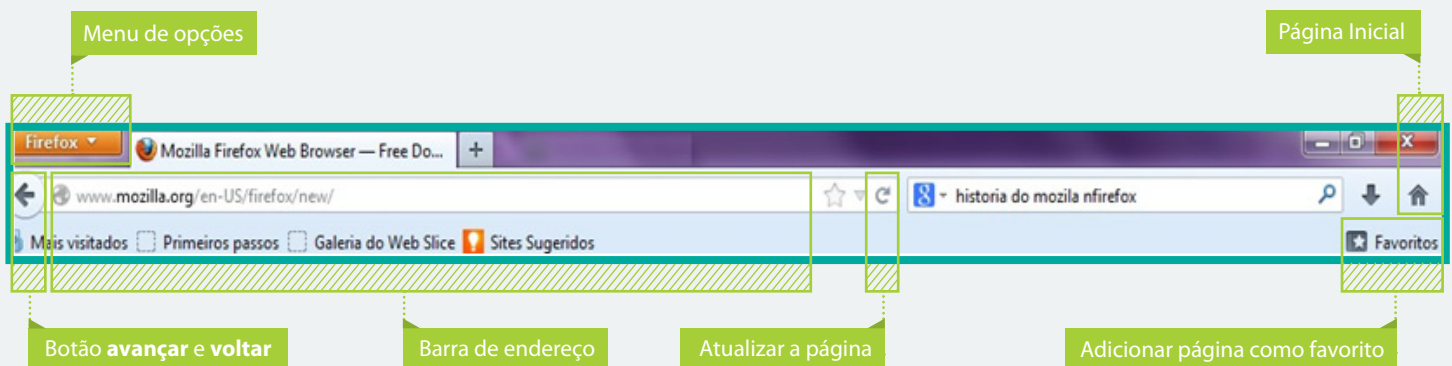 Menu de opções
Página Inicial
Firefox
Mozilla Firefox Web Browser — Free Do...
www.mozilla.org/en-US/firefox/new/
historia do mozila nfirefox
Mais visitados
Primeiros passos
Galeria do Web Slice
Sites Sugeridos
Favoritos
Botão avançar e voltar
Barra de endereço
Atualizar a página
Adicionar página como favorito